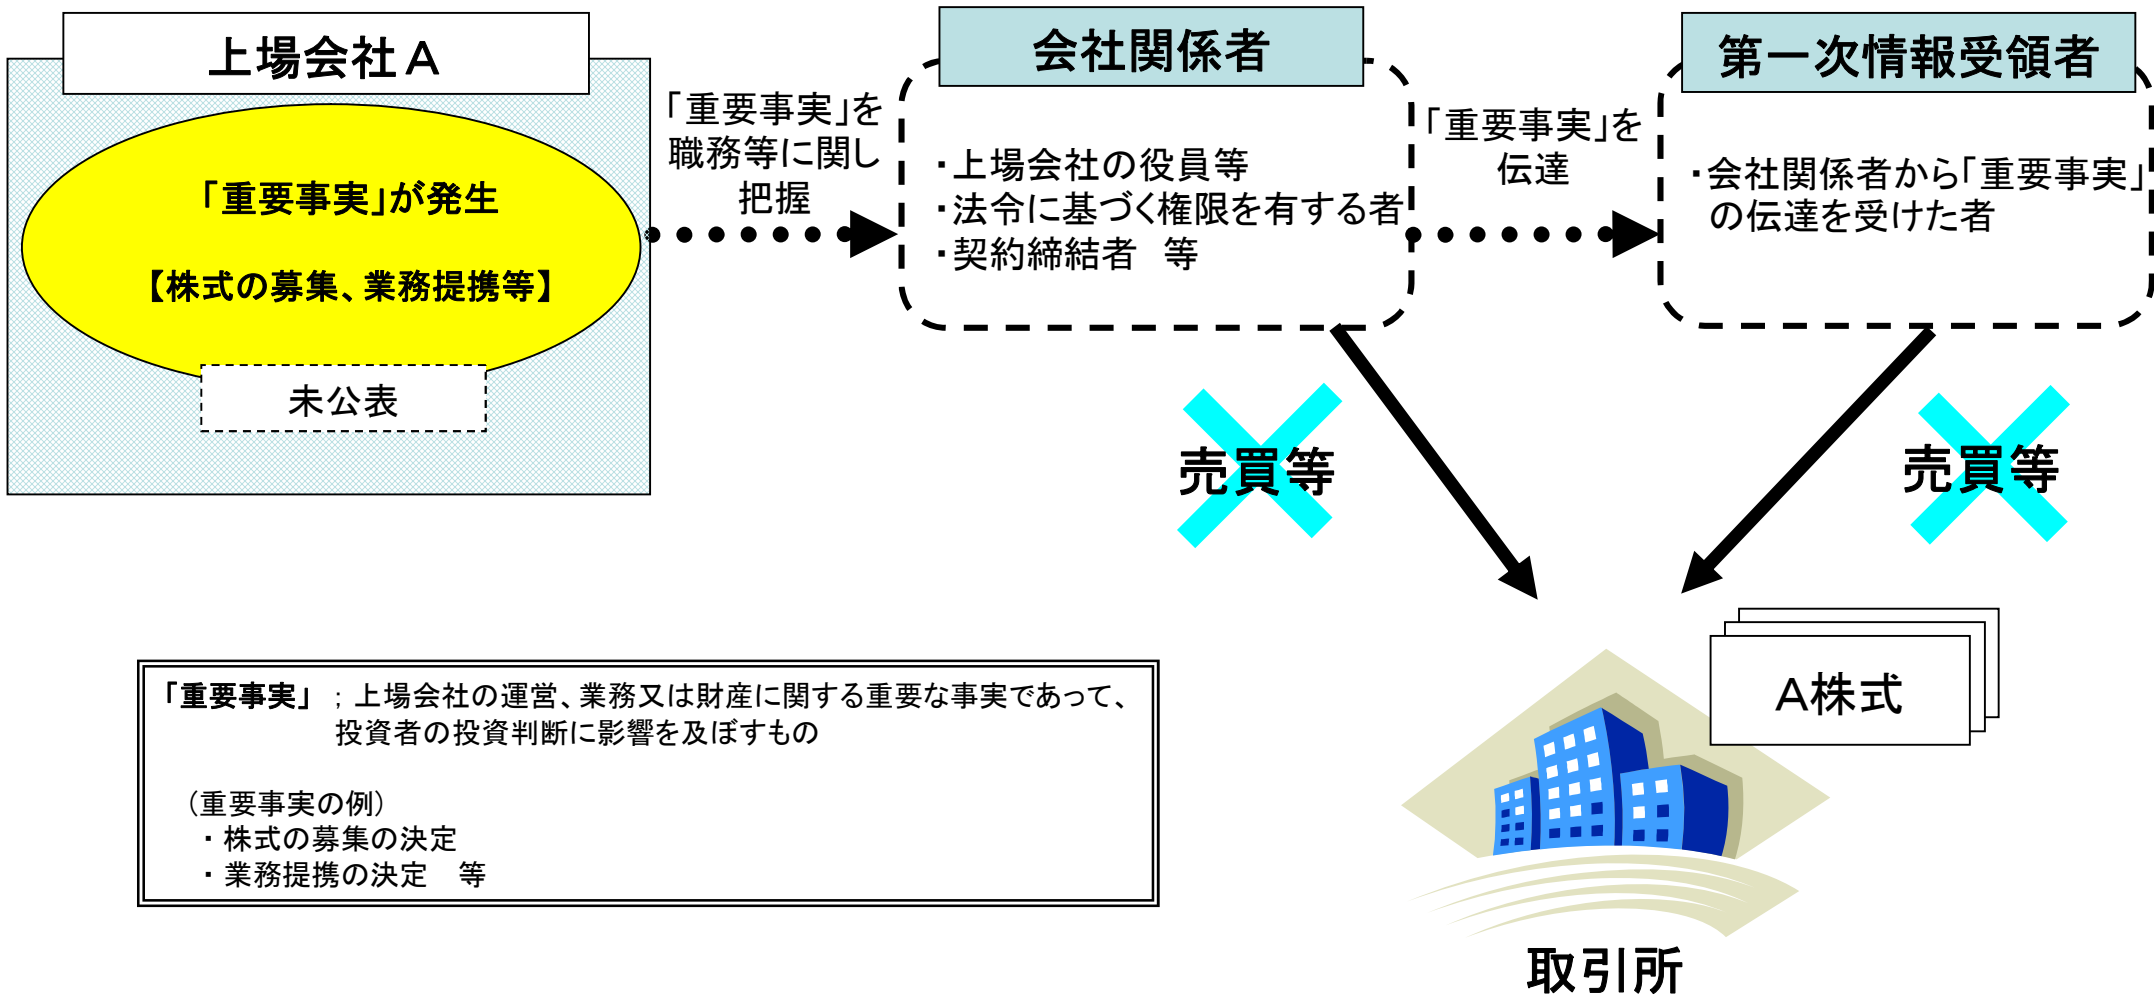 上場会社A
「重要事実」が発生
【株式の募集、業務提携等】
未公表
「重要事実」を
職務等に関し
把握
会社関係者
・上場会社の役員等
・法令に基づく権限を有する者
・契約締結者　等
「重要事実」を
伝達
第一次情報受領者
・会社関係者から「重要事実」
の伝達を受けた者
売買等
売買等
「重要事実」　；上場会社の運営、業務又は財産に関する重要な事実であって、
投資者の投資判断に影響を及ぼすもの
（重要事実の例）
・株式の募集の決定
・業務提携の決定　等
A株式
取引所